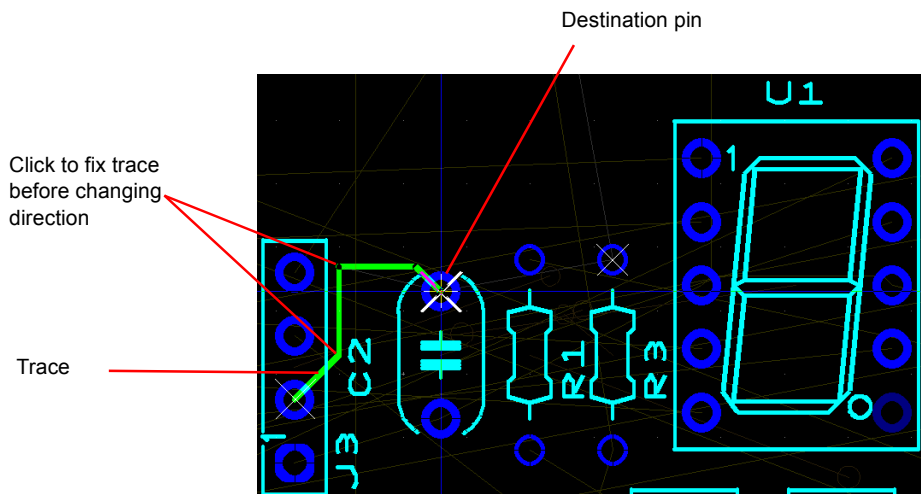 Destination pin
U1
1
Click to fix trace
before changing
direction
Trace
C2
R1
R3
1
J3